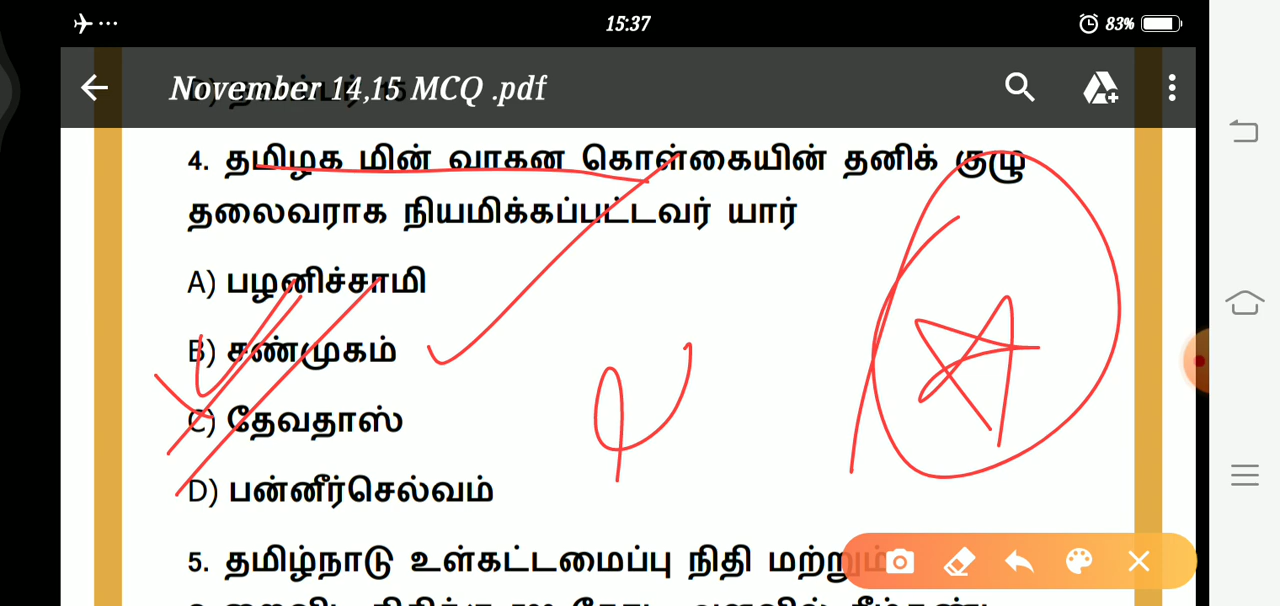 15:37
83%
November 14,15 MCQ .pdf
4. தமிழக மின் வாகன கொள்கையின் தனிக் குழு
தலைவராக நியமிக்கப்பட்டவர் யார்
A) பழனிச்சாமி
B) சண்முகம்
C) தேவதாஸ்
D) பன்னீர்செல்வம்
5. தமிழ்நாடு உள்கட்டமைப்பு நிதி மற்றும்